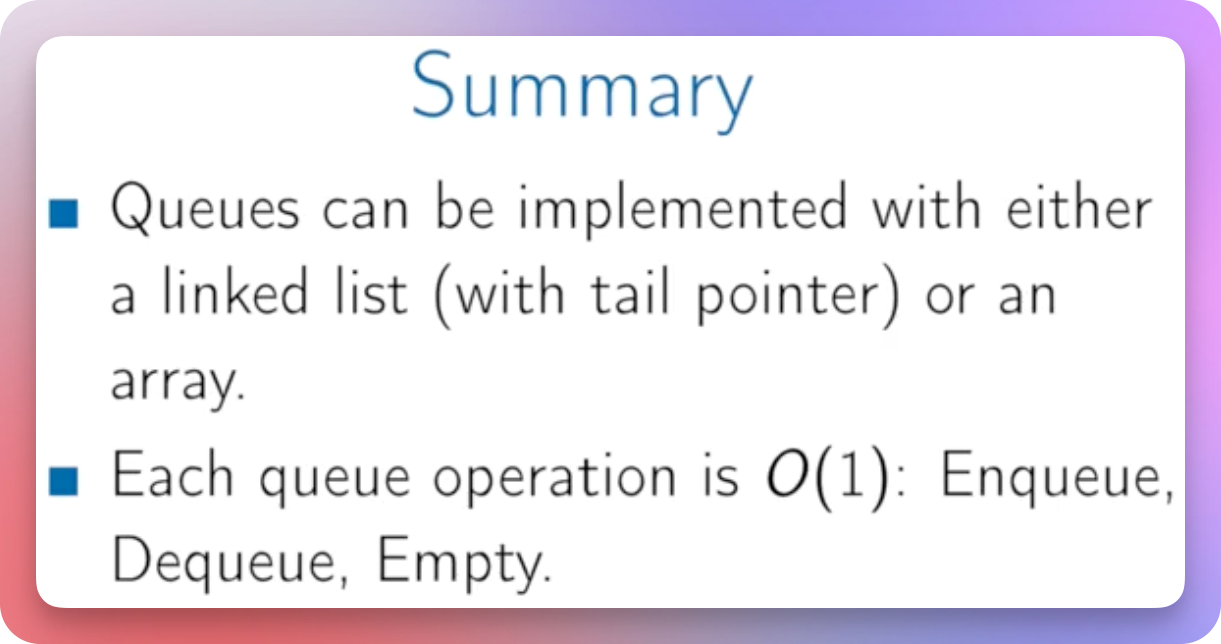 Summary
Queues can be implemented with either
a linked list (with tail pointer) or an
array.
Each queue operation is O(1): Enqueue,
Dequeue, Empty.